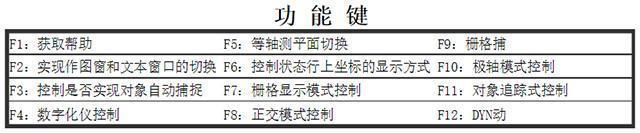 功 能 键
F1：获取帮助 F5：等轴测平面切换 F9：栅格捕
F2：实现作图窗和文本窗口的切换 F6：控制状态行上坐标的显示方式 F10：极轴模式控制
F3：控制是否实现对象自动捕捉 F7：栅格显示模式控制 F11：对象追踪式控制
F4：数字化仪控制 F8：正交模式控制 F12：DYN动